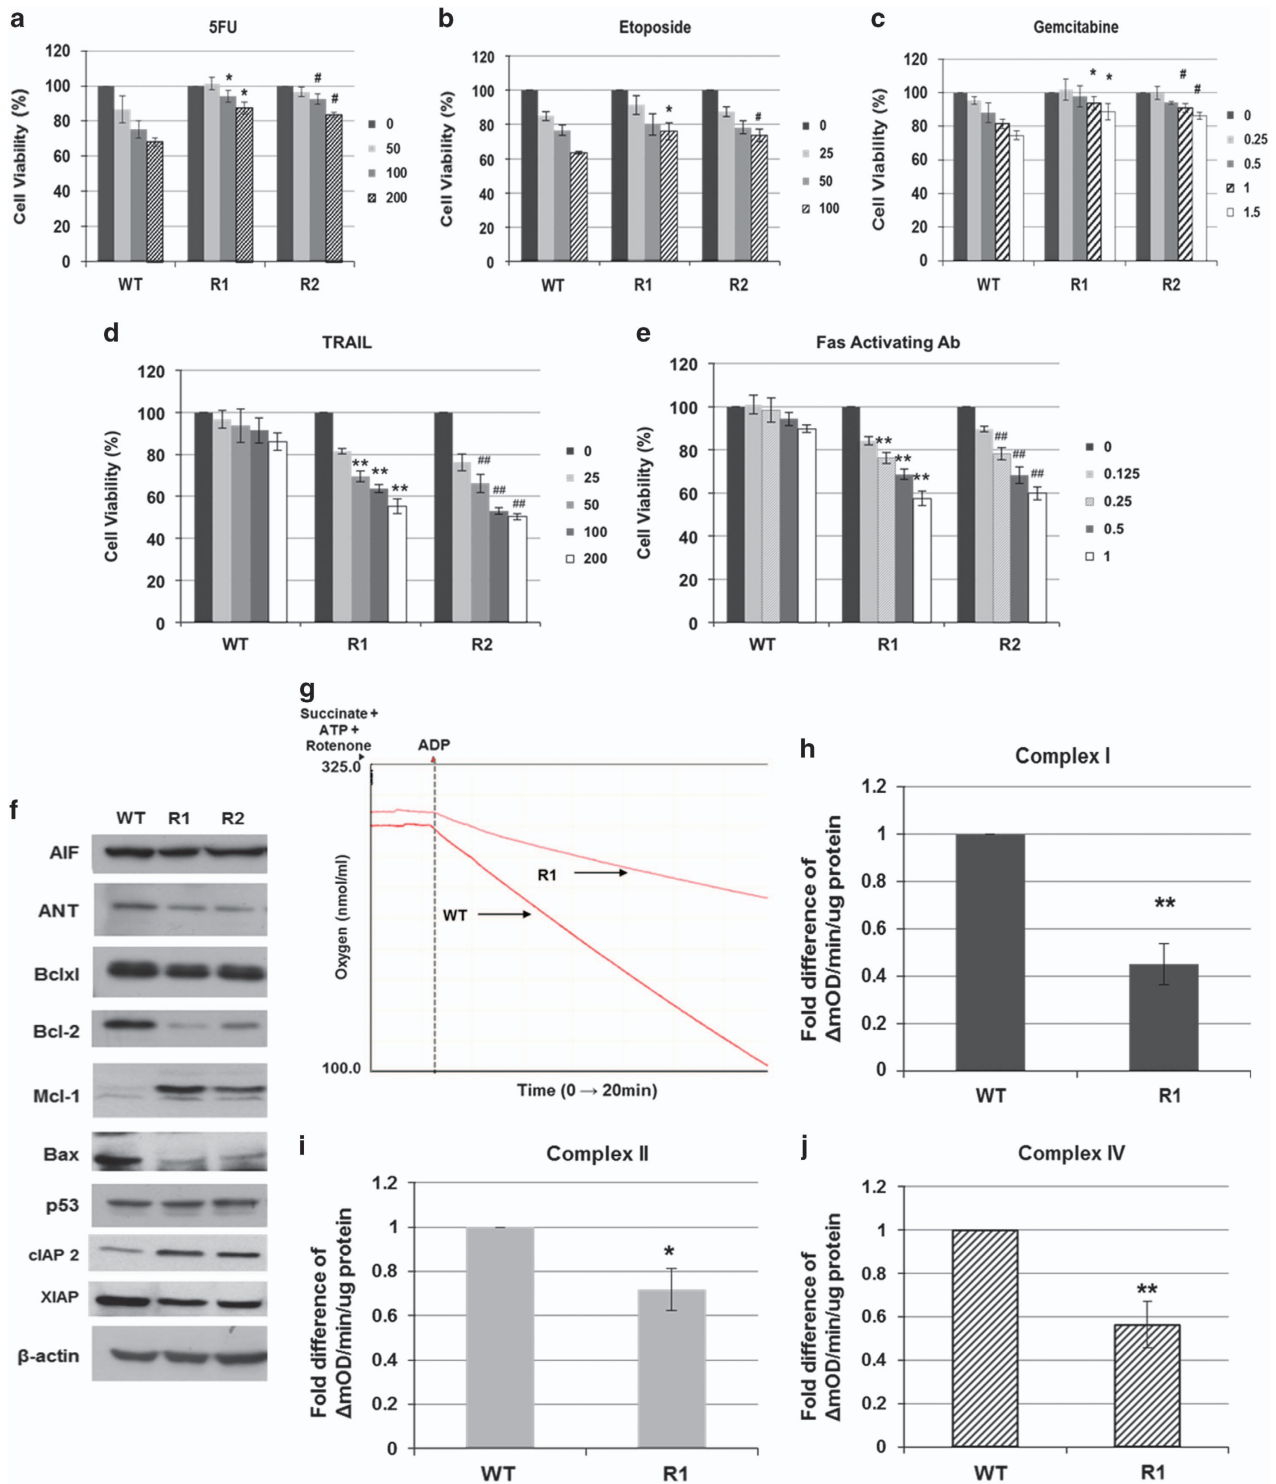 a
5FU
Cell Viability (%)
120
100
80
60
40
20
0
*
*
#
#
WT
R1
R2
0
50
100
200
b
Etoposide
Cell Viability (%)
120
100
80
60
40
20
0
*
#
WT
R1
R2
0
25
50
100
c
Gemcitabine
Cell Viability (%)
120
100
80
60
40
20
0
*
*
#
#
WT
R1
R2
0
0.25
0.5
1
1.5
d
TRAIL
Cell Viability (%)
120
100
80
60
40
20
0
**
**
**
##
##
##
WT
R1
R2
0
25
50
100
200
e
Fas Activating Ab
Cell Viability (%)
120
100
80
60
40
20
0
**
**
**
##
##
##
WT
R1
R2
0
0.125
0.25
0.5
1
f
WT R1 R2
AIF
ANT
Bclxl
Bcl-2
Mcl-1
Bax
p53
cIAP 2
XIAP
β-actin
g
Succinate +
ATP +
Rotenone
ADP
325.0
Oxygen (nmol/ml)
R1
WT
100.0
Time (0 → 20min)
h
Complex I
Fold difference of
ΔmOD/min/ug protein
1.2
1
0.8
0.6
0.4
0.2
0
**
WT
R1
i
Complex II
Fold difference of
ΔmOD/min/ug protein
1.2
1
0.8
0.6
0.4
0.2
0
*
WT
R1
j
Complex IV
Fold difference of
ΔmOD/min/ug protein
1.2
1
0.8
0.6
0.4
0.2
0
**
WT
R1